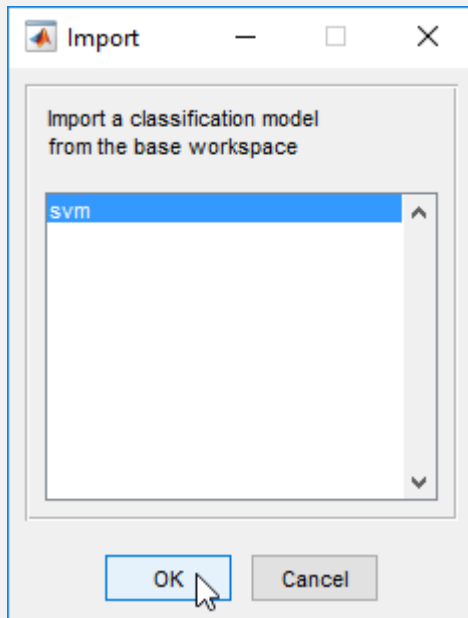 Import
Import a classification model
from the base workspace
svm
OK
Cancel